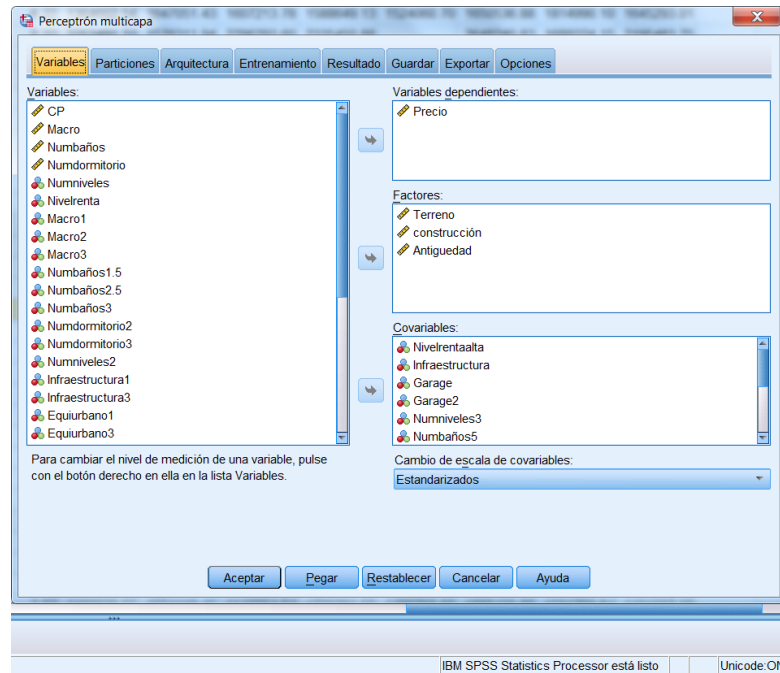 Perceptrón multicapa
Variables Particiones Arquitectura Entrenamiento Resultado Guardar Exportar Opciones
Variables:
CP
Macro
Numbaños
Numdormitorio
Numniveles
Nivelrenta
Macro1
Macro2
Macro3
Numbaños1.5
Numbaños2.5
Numbaños3
Numdormitorio2
Numdormitorio3
Numniveles2
Infraestructura1
Infraestructura3
Equiurbano1
Equiurbano3
Para cambiar el nivel de medición de una variable, pulse
con el botón derecho en ella en la lista Variables.
Variables dependientes:
Precio
Factores:
Terreno
construcción
Antiguedad
Covariables:
Nivelrentaalta
Infraestructura
Garage
Garage2
Numniveles3
Numbaños5
Cambio de escala de covariables:
Estandarizados
Aceptar Pegar Restablecer Cancelar Ayuda
IBM SPSS Statistics Processor está listo